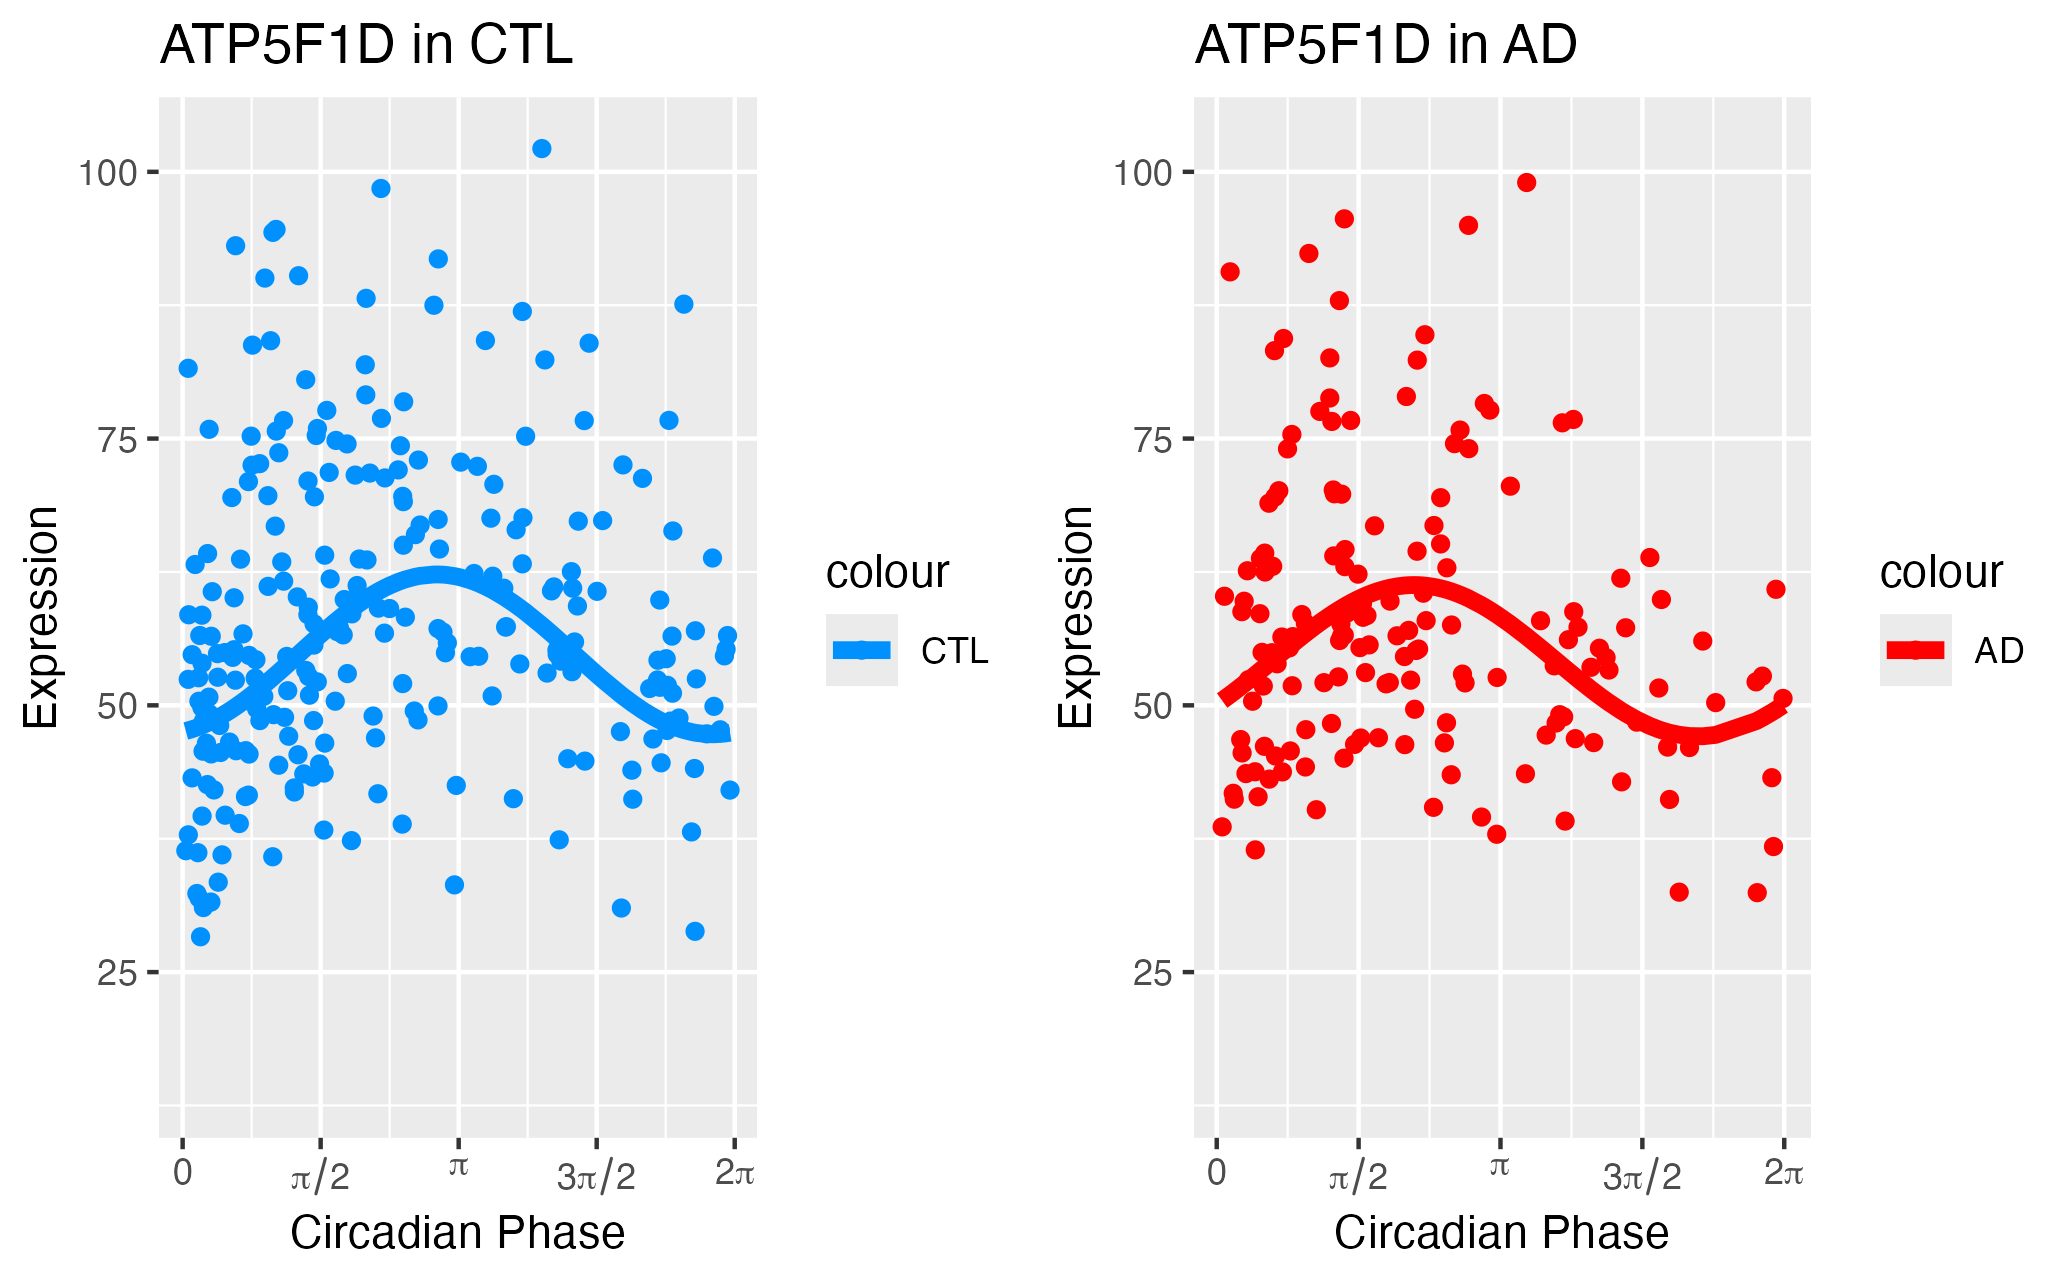 ATP5F1D in CTL
Expression
100
75
50
25
0 π/2 π 3π/2 2π
Circadian Phase
colour
CTL
ATP5F1D in AD
Expression
100
75
50
25
0 π/2 π 3π/2 2π
Circadian Phase
colour
AD